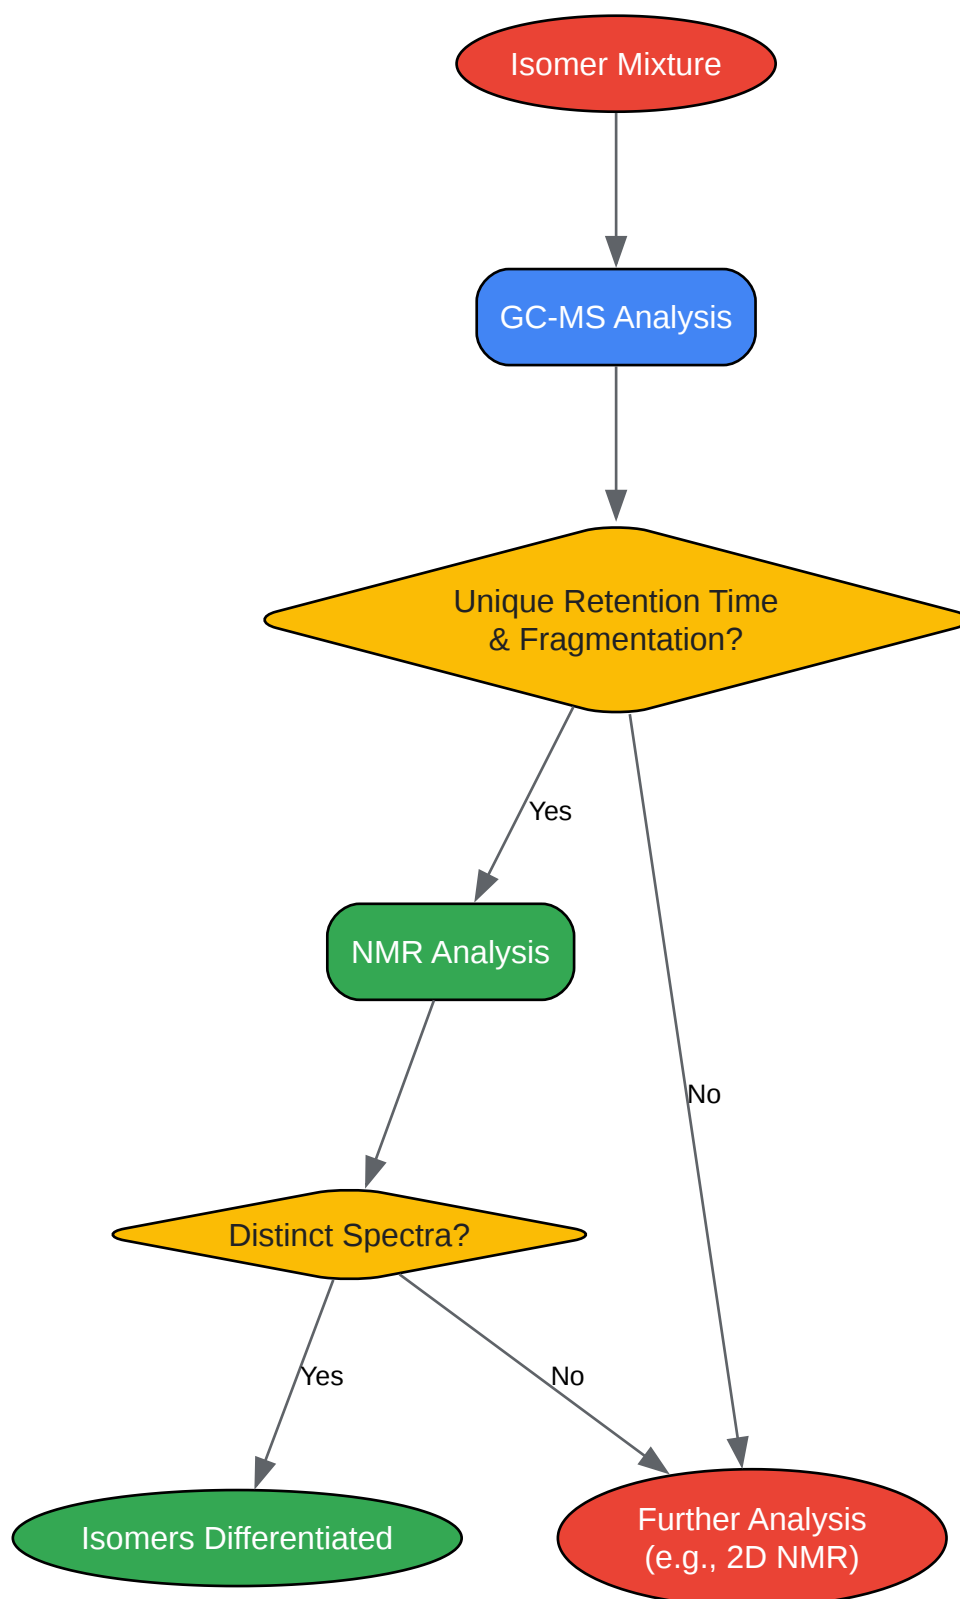 Isomer Mixture
GC-MS Analysis
Unique Retention Time
& Fragmentation?
Yes
NMR Analysis
No
Distinct Spectra?
Yes
No
Isomers Differentiated
Further Analysis
(e.g., 2D NMR)